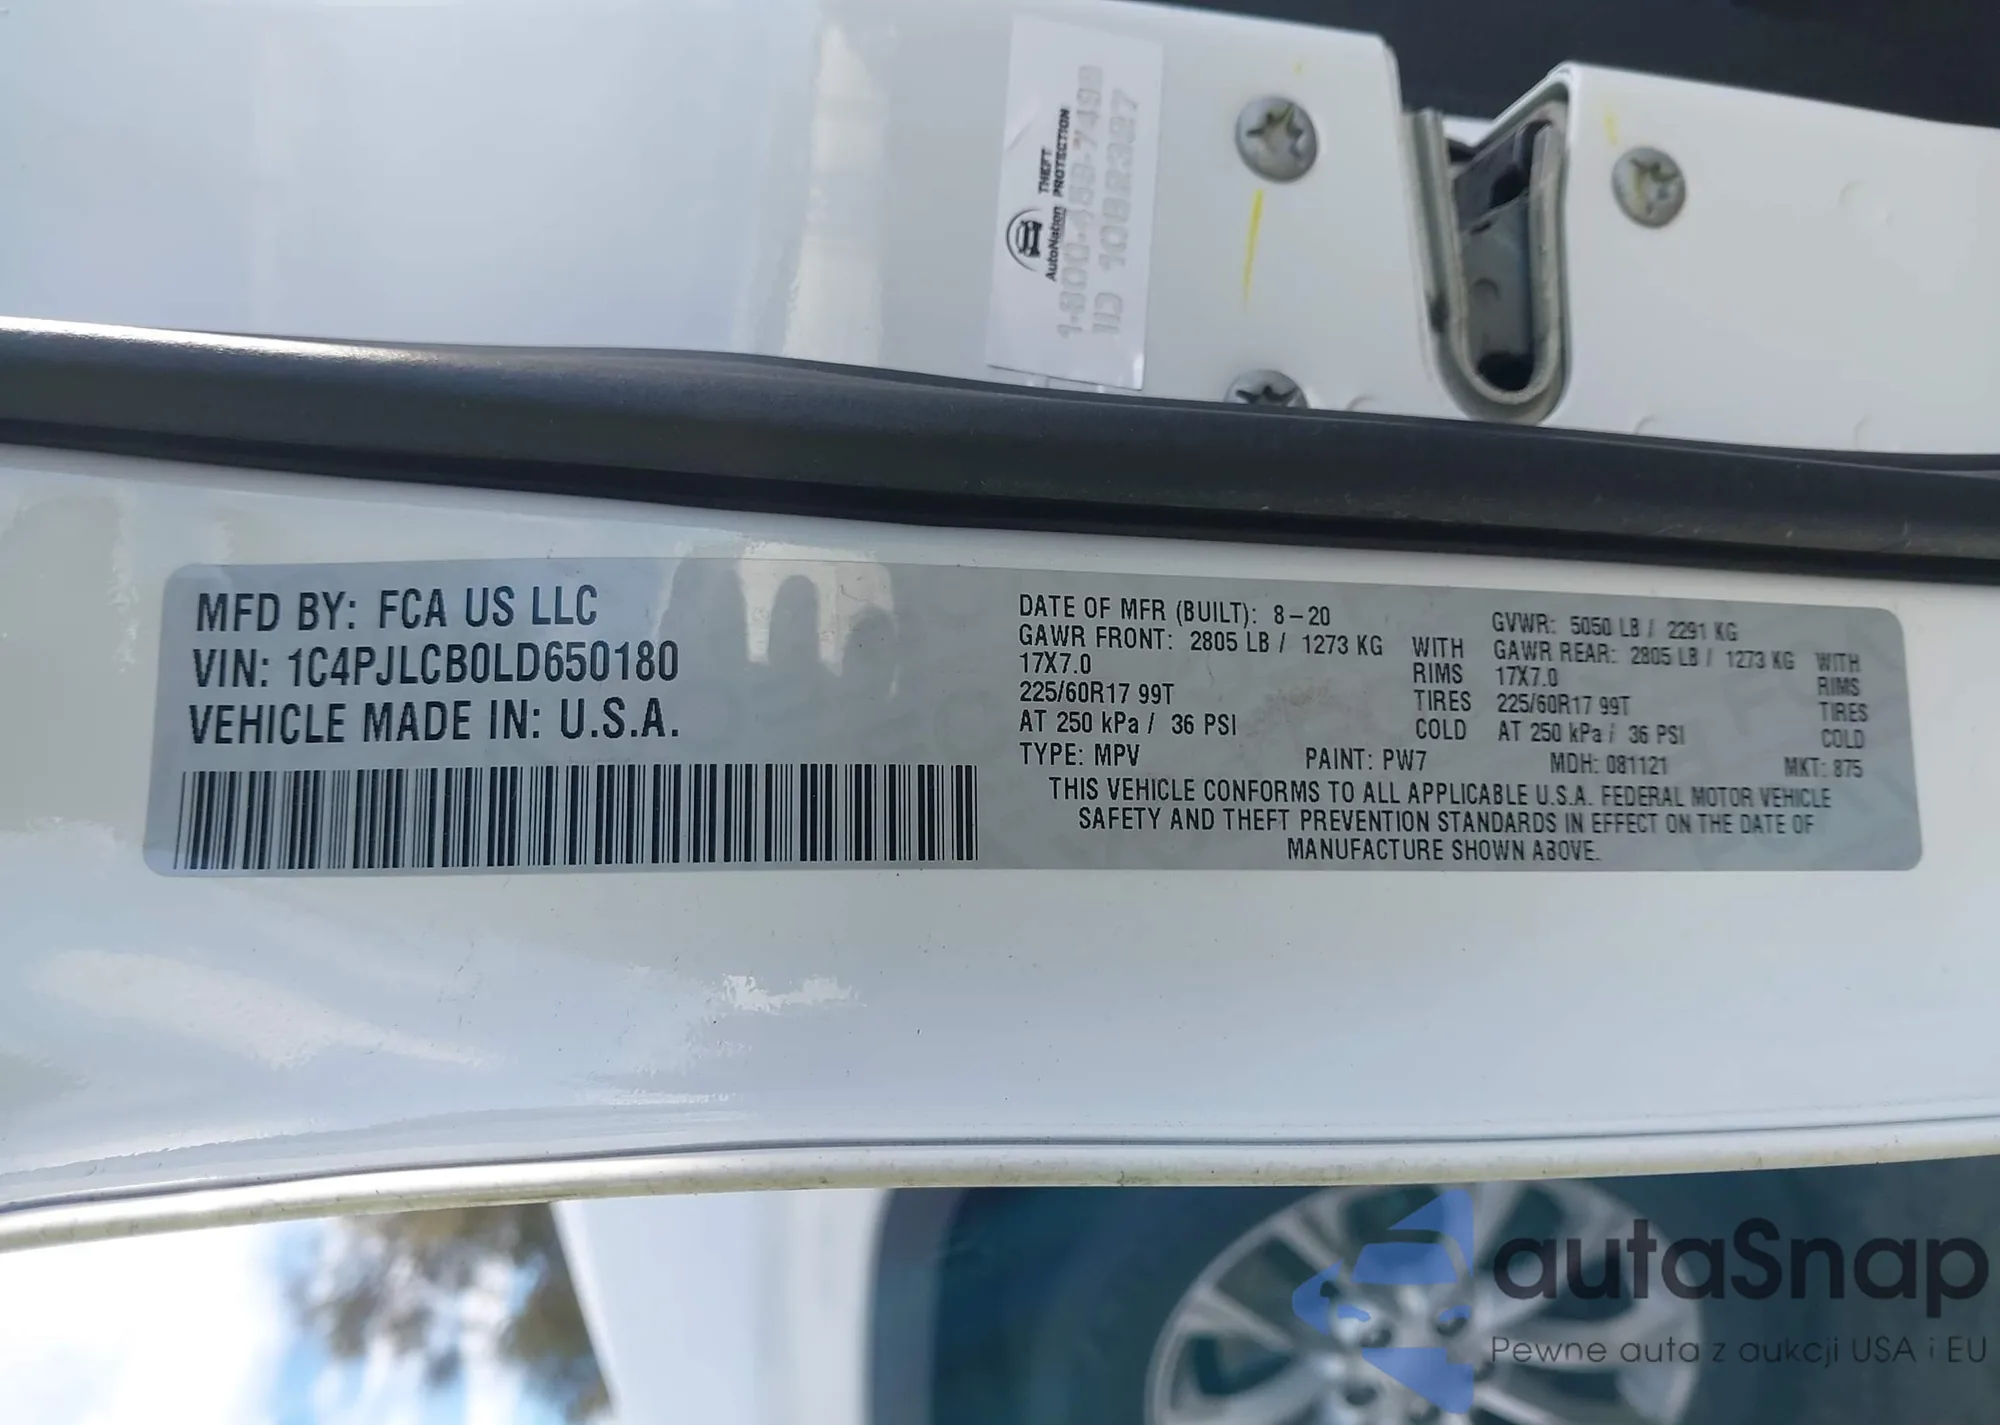 AutoNation THEFT PROTECTION
MFD BY: FCA US LLC
VIN: 1C4PJLCB0LD650180
VEHICLE MADE IN: U.S.A.
DATE OF MFR (BUILT): 8-20
GVWR: 5050 LB / 2291 KG
GAWR FRONT: 2805 LB / 1273 KG WITH
17X7.0 RIMS
225/60R17 99T TIRES
AT 250 kPa / 36 PSI COLD
GAWR REAR: 2805 LB / 1273 KG WITH
17X7.0 RIMS
225/60R17 99T TIRES
AT 250 kPa / 36 PSI COLD
TYPE: MPV PAINT: PW7 MDH: 081121 MKT: 875
THIS VEHICLE CONFORMS TO ALL APPLICABLE U.S.A. FEDERAL MOTOR VEHICLE
SAFETY AND THEFT PREVENTION STANDARDS IN EFFECT ON THE DATE OF
MANUFACTURE SHOWN ABOVE.
autaSnap
Pewne auta z aukcji USA i EU